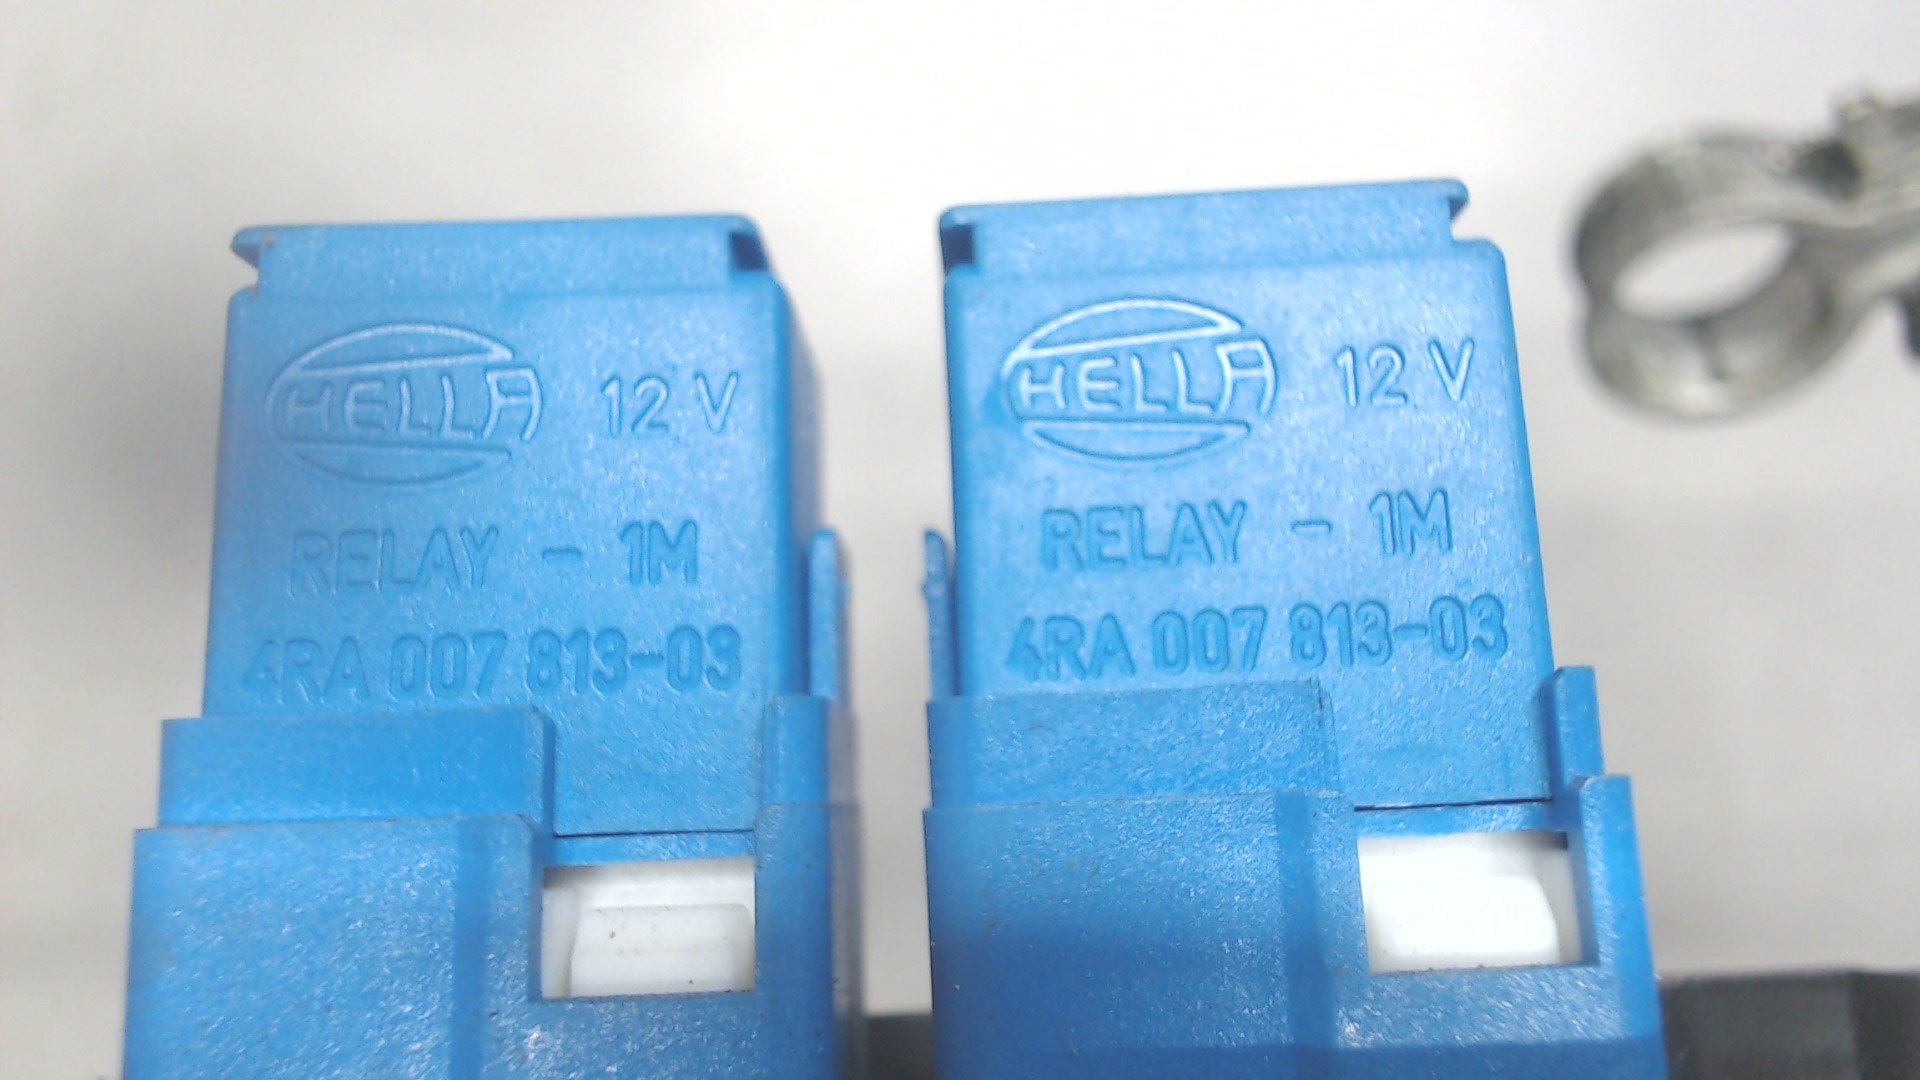 HELLA 12 V
RELAY - 1M
4RA 007 813-03
HELLA 12 V
RELAY - 1M
4RA 007 813-03